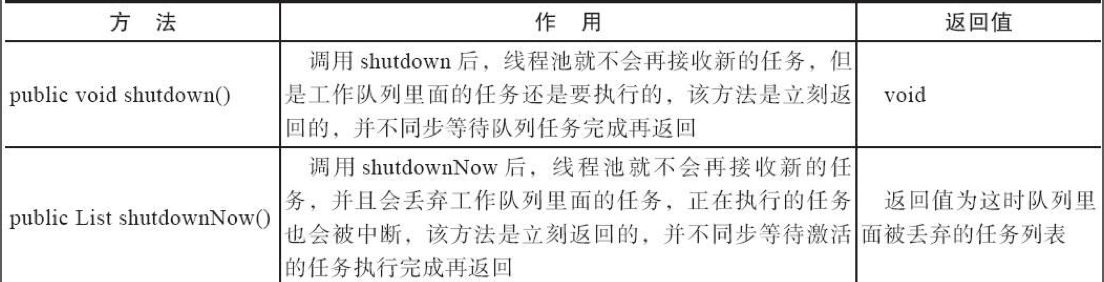 方 法 作 用 返回值
public void shutdown()
调用 shutdown 后，线程池就不会再接收新的任务，但
是工作队列里面的任务还是要执行的，该方法是立刻返
回的，并不同步等待队列任务完成再返回
void
public List shutdownNow()
调用 shutdownNow 后，线程池就不会再接收新的任
务，并且会丢弃工作队列里面的任务，正在执行的任务
也会被中断，该方法是立刻返回的，并不同步等待激活
的任务执行完成再返回
返回值为这时队列里
面被丢弃的任务列表